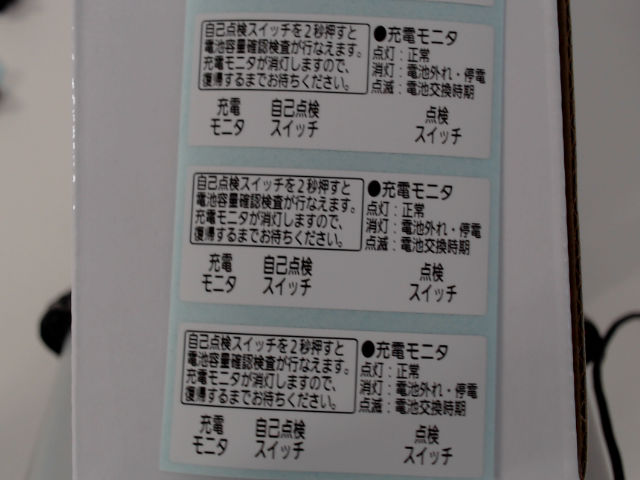 自己点検スイッチを2秒押すと
電池容量確認検査が行なえます。
充電モニタが消灯しますので、
復帰するまでお待ちください。
●充電モニタ
点灯：正常
消灯：電池外れ・停電
点滅：電池交換時期
充電
モニタ
自己点検
スイッチ
点検
スイッチ
自己点検スイッチを2秒押すと
電池容量確認検査が行なえます。
充電モニタが消灯しますので、
復帰するまでお待ちください。
●充電モニタ
点灯：正常
消灯：電池外れ・停電
点滅：電池交換時期
充電
モニタ
自己点検
スイッチ
点検
スイッチ
自己点検スイッチを2秒押すと
電池容量確認検査が行なえます。
充電モニタが消灯しますので、
復帰するまでお待ちください。
●充電モニタ
点灯：正常
消灯：電池外れ・停電
点滅：電池交換時期
充電
モニタ
自己点検
スイッチ
点検
スイッチ